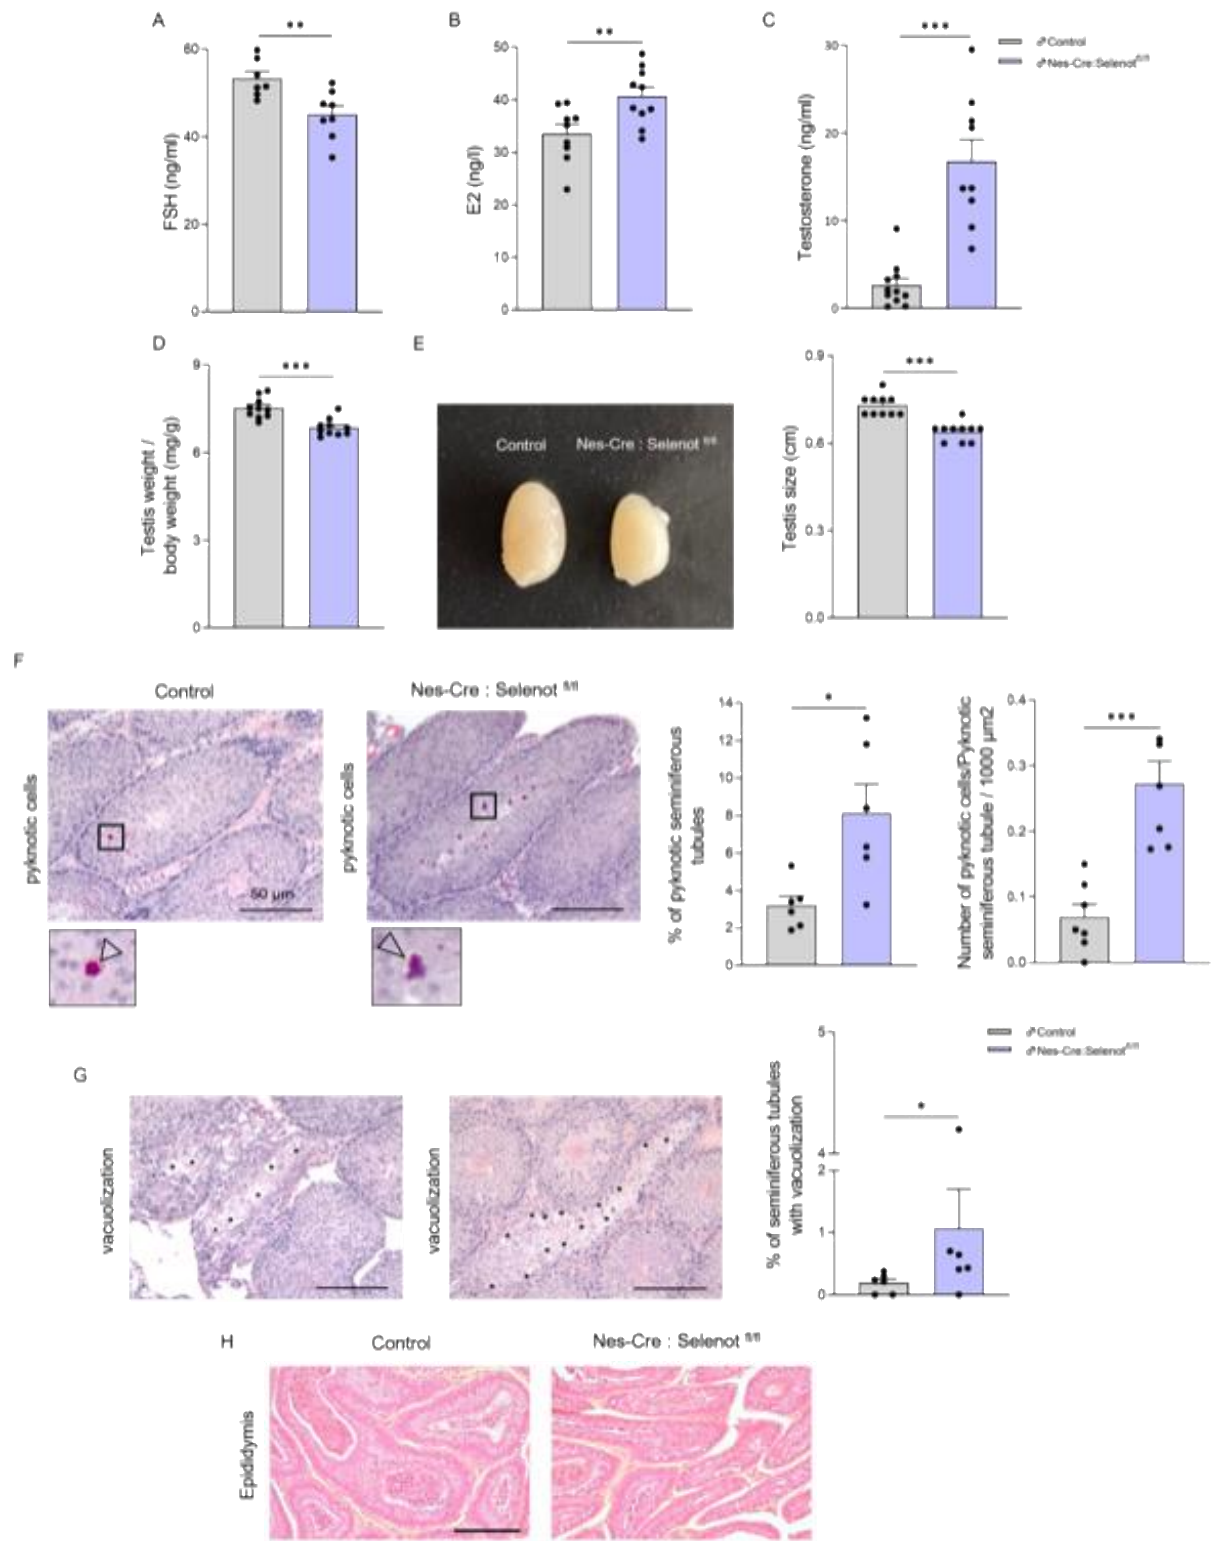 A
**
60
40
20
0
FSH (ng/ml)
B
**
50
40
30
20
10
0
E2 (ng/l)
C
***
30
20
10
0
Testosterone (ng/ml)
♂Control
♂Nes-Cre:Selenot fl/fl
D
***
9
6
3
0
Testis weight /
body weight (mg/g)
E
Control
Nes-Cre : Selenot fl/fl
***
0.9
0.6
0.3
0.0
Testis size (cm)
F
Control
Nes-Cre : Selenot fl/fl
pyknotic cells
50 µm
pyknotic cells
*
14
12
10
8
6
4
2
0
% of pyknotic seminiferous
tubules
***
0.4
0.3
0.2
0.1
0.0
Number of pyknotic cells/Pyknotic
seminiferous tubule / 1000 µm2
G
vacuolization
vacuolization
♂Control
♂Nes-Cre:Selenot fl/fl
*
5
4
2
1
0
% of seminiferous tubules
with vacuolization
H
Control
Nes-Cre : Selenot fl/fl
Epididymis